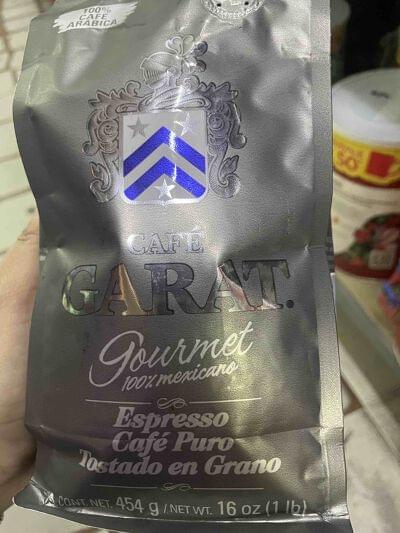 100%
CAFÉ
ARÁBICA
CAFÉ
GARAT.
Gourmet
100% mexicano
Espresso
Café Puro
Tostado en Grano
CONT. NET. 454 g / NET WT. 16 oz (1 lb)
50